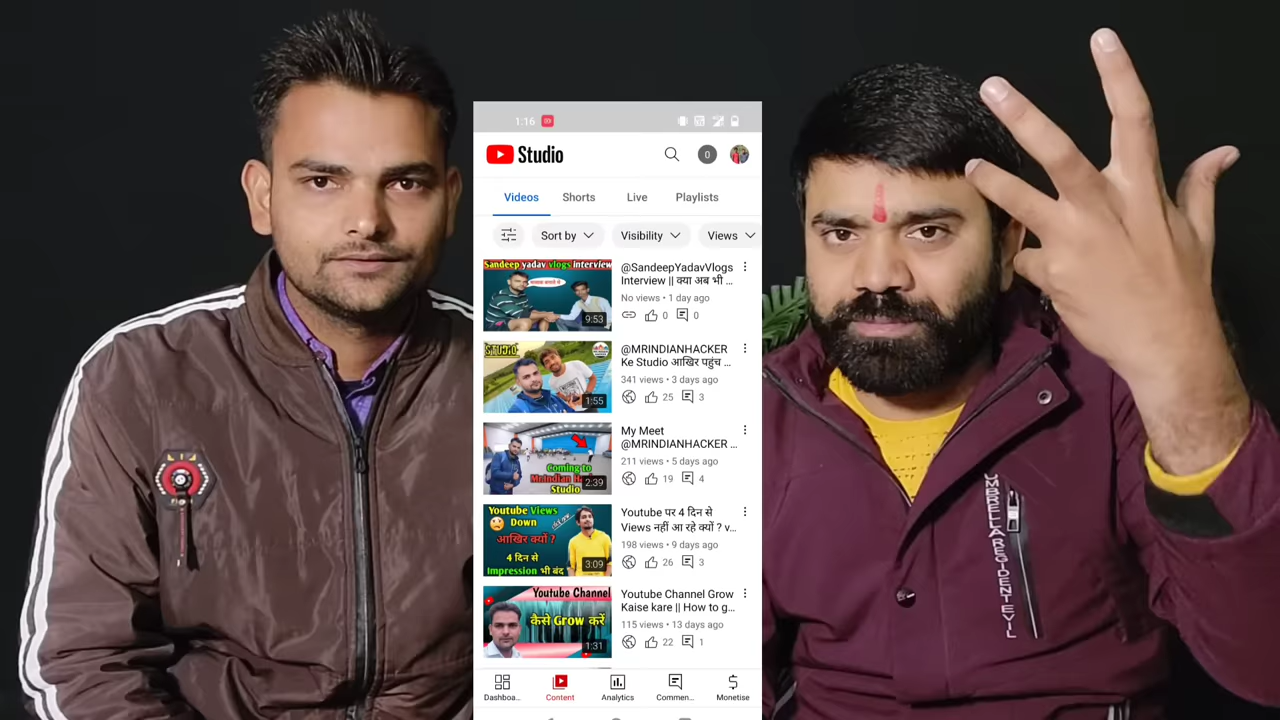 1:16
Studio
0
Videos Shorts Live Playlists
Sort by Visibility Views
Sandeep yadav vlogs interview
9:53
@SandeepYadavVlogs
Interview || क्या अब भी ...
No views • 1 day ago
0 0
STUDIO
1:55
@MRINDIANHACKER
Ke Studio आखिर पहुंच ...
341 views • 3 days ago
25 3
Coming to
Studio
2:39
My Meet
@MRINDIANHACKER ...
211 views • 5 days ago
19 4
Youtube Views
Down
आखिर क्यों ?
4 दिन से
Impression भी बंद
3:09
Youtube पर 4 दिन से
Views नहीं आ रहे क्यों ? v...
198 views • 9 days ago
26 3
Youtube Channel
कैसे Grow करें
1:31
Youtube Channel Grow
Kaise kare || How to g...
115 views • 13 days ago
22 1
Dashboa... Content Analytics Commen... Monetise
UMBRELLAREGIDENTEVIL